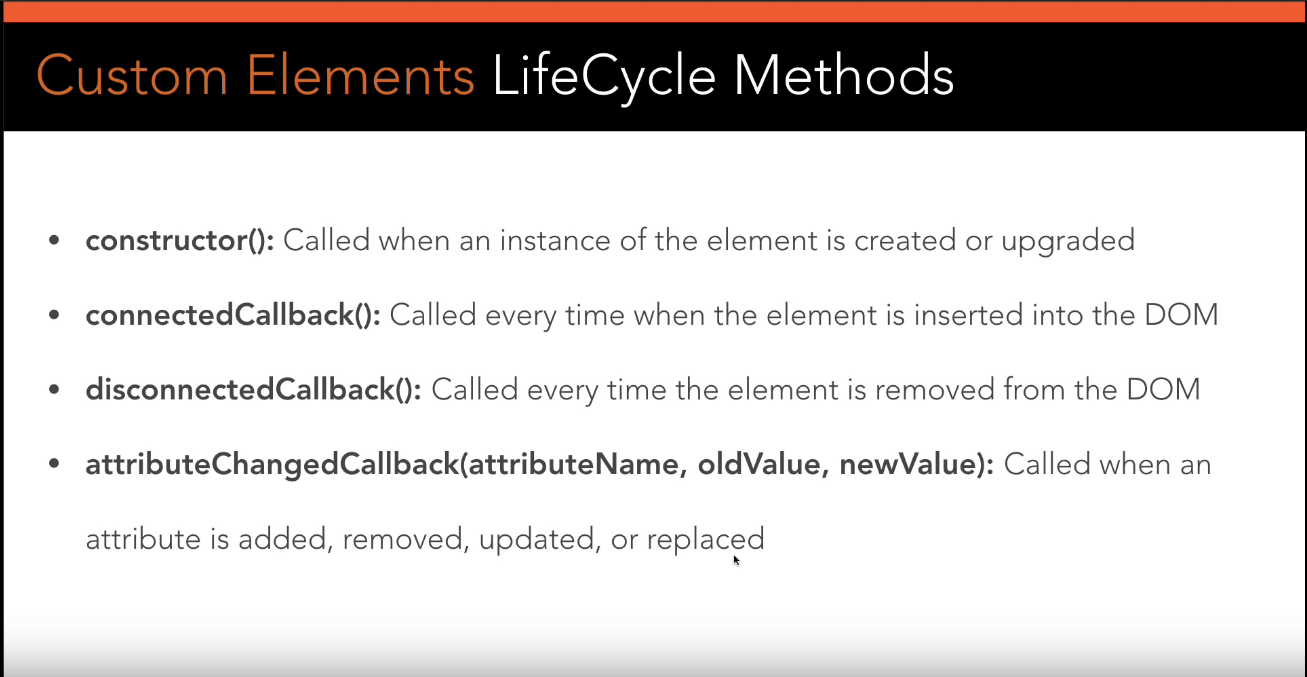 Custom Elements LifeCycle Methods
• constructor(): Called when an instance of the element is created or upgraded
• connectedCallback(): Called every time when the element is inserted into the DOM
• disconnectedCallback(): Called every time the element is removed from the DOM
• attributeChangedCallback(attributeName, oldValue, newValue): Called when an
attribute is added, removed, updated, or replaced